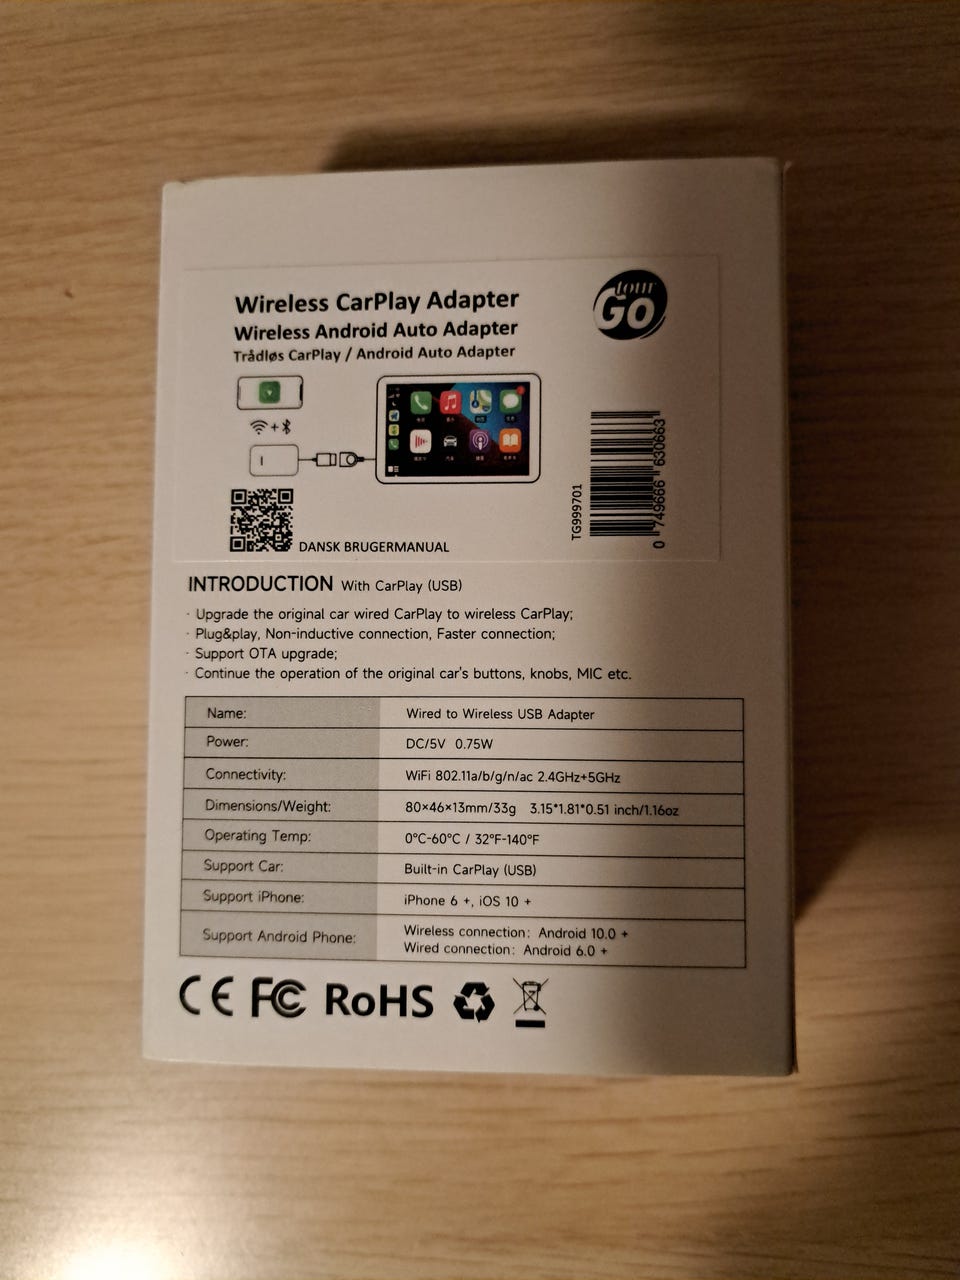 Wireless CarPlay Adapter
Wireless Android Auto Adapter
Trådløs CarPlay / Android Auto Adapter
tour
GO
TG999701
0 749666 630663
DANSK BRUGERMANUAL
INTRODUCTION With CarPlay (USB)
· Upgrade the original car wired CarPlay to wireless CarPlay;
· Plug&play, Non-inductive connection, Faster connection;
· Support OTA upgrade;
· Continue the operation of the original car's buttons, knobs, MIC etc.
Name: Wired to Wireless USB Adapter
Power: DC/5V 0.75W
Connectivity: WiFi 802.11a/b/g/n/ac 2.4GHz+5GHz
Dimensions/Weight: 80×46×13mm/33g 3.15*1.81*0.51 inch/1.16oz
Operating Temp: 0°C-60°C / 32°F-140°F
Support Car: Built-in CarPlay (USB)
Support iPhone: iPhone 6 +, iOS 10 +
Support Android Phone: Wireless connection: Android 10.0 +
Wired connection: Android 6.0 +
CE FC RoHS